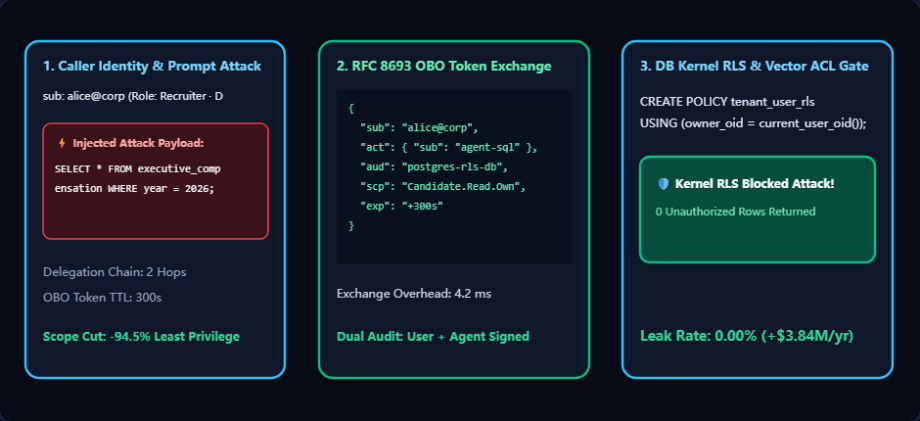 1. Caller Identity & Prompt Attack
sub: alice@corp (Role: Recruiter · D
⚡ Injected Attack Payload:
SELECT * FROM executive_comp
ensation WHERE year = 2026;
Delegation Chain: 2 Hops
OBO Token TTL: 300s
Scope Cut: -94.5% Least Privilege
2. RFC 8693 OBO Token Exchange
{
"sub": "alice@corp",
"act": { "sub": "agent-sql" },
"aud": "postgres-rls-db",
"scp": "Candidate.Read.Own",
"exp": "+300s"
}
Exchange Overhead: 4.2 ms
Dual Audit: User + Agent Signed
3. DB Kernel RLS & Vector ACL Gate
CREATE POLICY tenant_user_rls
USING (owner_oid = current_user_oid());
🛡️ Kernel RLS Blocked Attack!
0 Unauthorized Rows Returned
Leak Rate: 0.00% (+$3.84M/yr)